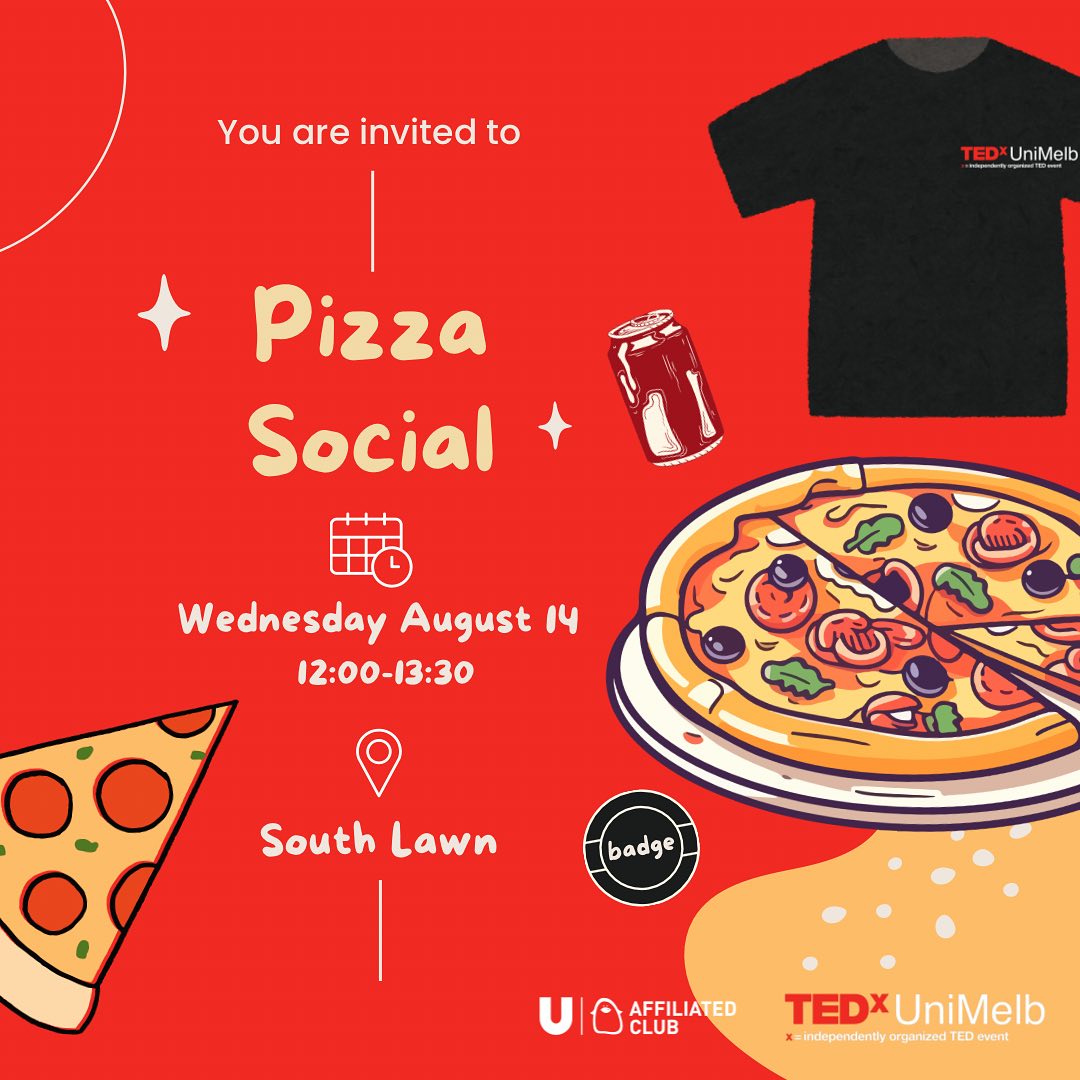 You are invited to
TEDx UniMelb
x = independently organized TED event
Pizza
Social
Wednesday August 14
12:00-13:30
South Lawn
badge
U AFFILIATED
CLUB
TEDx UniMelb
x = independently organized TED event